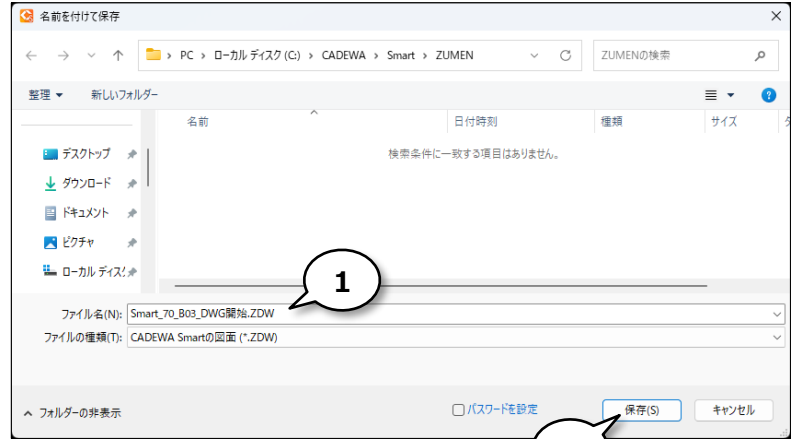 名前を付けて保存
PC › ローカル ディスク (C:) › CADEWA › Smart › ZUMEN
ZUMENの検索
整理 新しいフォルダー
名前 日付時刻 種類 サイズ
デスクトップ
検索条件に一致する項目はありません。
ダウンロード
ドキュメント
ピクチャ
ローカル ディスク
1
ファイル名(N): Smart_70_B03_DWG開始.ZDW
ファイルの種類(T): CADEWA Smartの図面 (*.ZDW)
フォルダーの非表示 パスワードを設定 保存(S) キャンセル